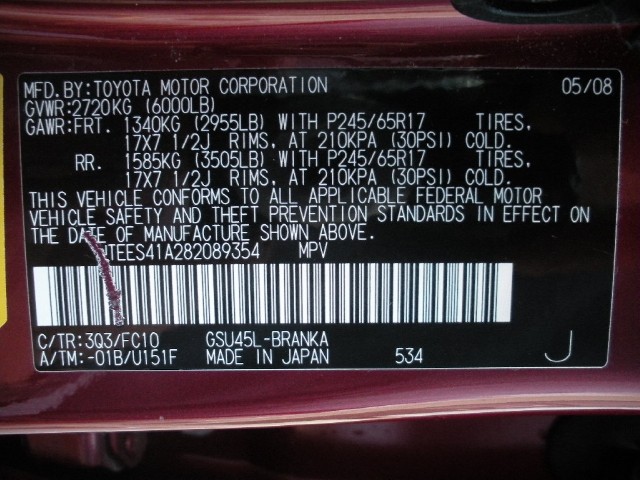 MFD.BY:TOYOTA MOTOR CORPORATION 05/08
GVWR:2720KG (6000LB)
GAWR:FRT. 1340KG (2955LB) WITH P245/65R17 TIRES,
17X7 1/2J RIMS, AT 210KPA (30PSI) COLD.
RR. 1585KG (3505LB) WITH P245/65R17 TIRES,
17X7 1/2J RIMS, AT 210KPA (30PSI) COLD.
THIS VEHICLE CONFORMS TO ALL APPLICABLE FEDERAL MOTOR
VEHICLE SAFETY AND THEFT PREVENTION STANDARDS IN EFFECT ON
THE DATE OF MANUFACTURE SHOWN ABOVE.
TEES41A282089354 MPV
C/TR:3Q3/FC10 GSU45L-BRANKA
A/TM:-01B/U151F MADE IN JAPAN 534 J